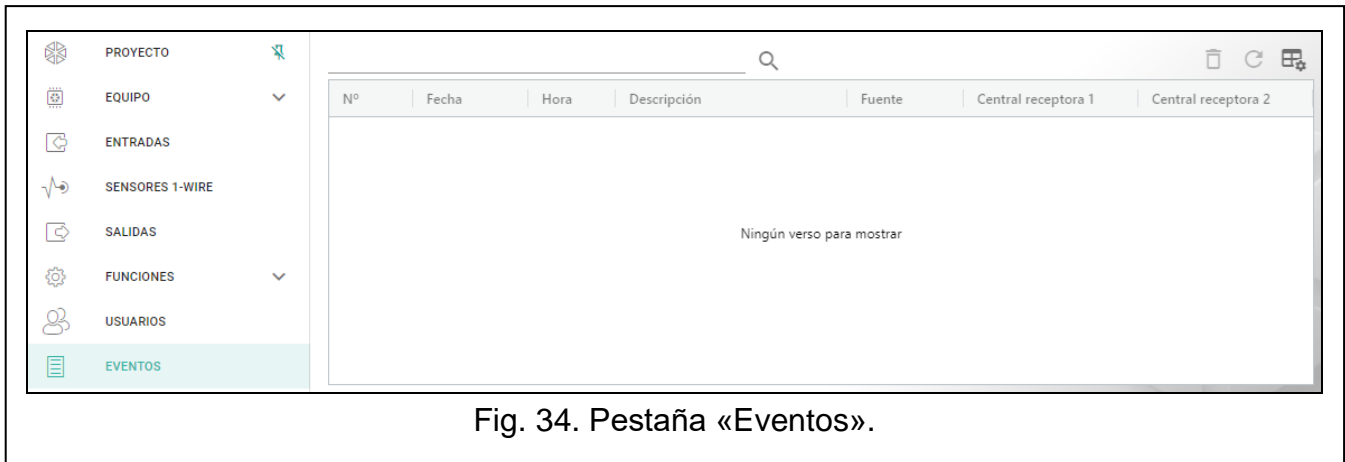 PROYECTO
EQUIPO
ENTRADAS
SENSORES 1-WIRE
SALIDAS
FUNCIONES
USUARIOS
EVENTOS
Nº Fecha Hora Descripción Fuente Central receptora 1 Central receptora 2
Ningún verso para mostrar
Fig. 34. Pestaña «Eventos».